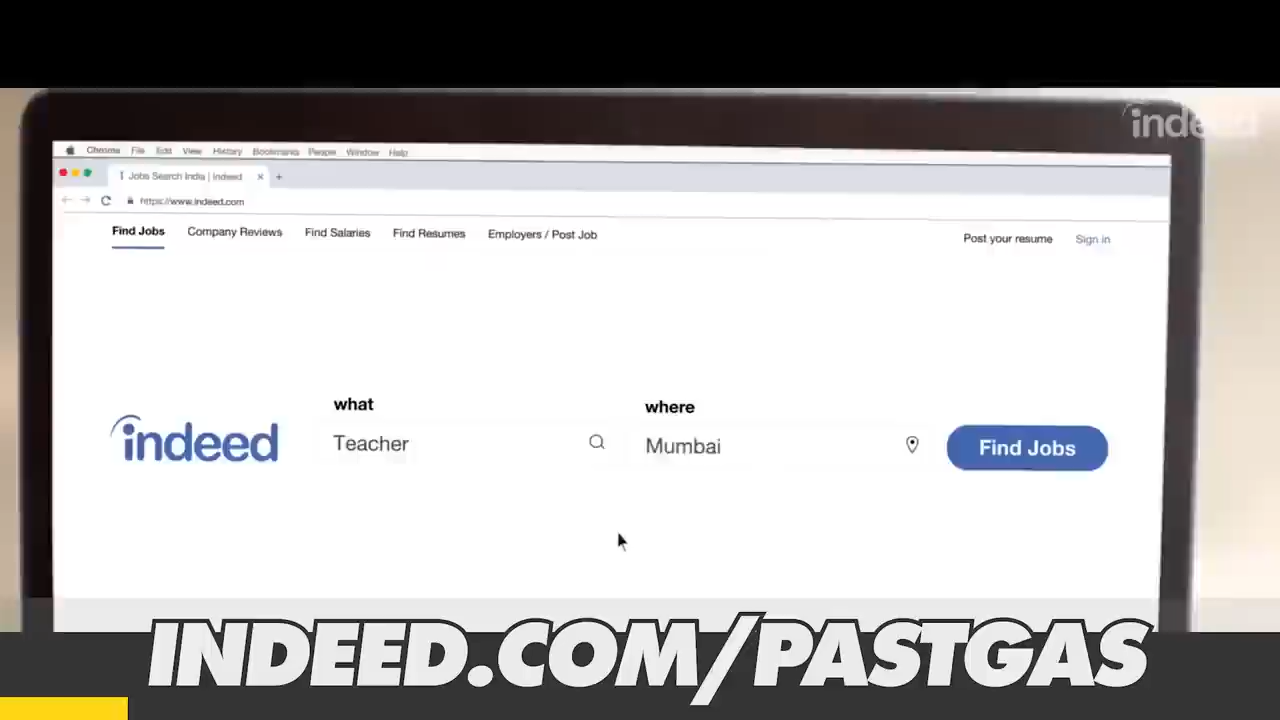 indeed
Chrome File Edit View History Bookmarks People Window Help
Jobs Search India | Indeed
https://www.indeed.com
Find Jobs Company Reviews Find Salaries Find Resumes Employers / Post Job Post your resume Sign in
what where
indeed Teacher Mumbai Find Jobs
INDEED.COM/PASTGAS